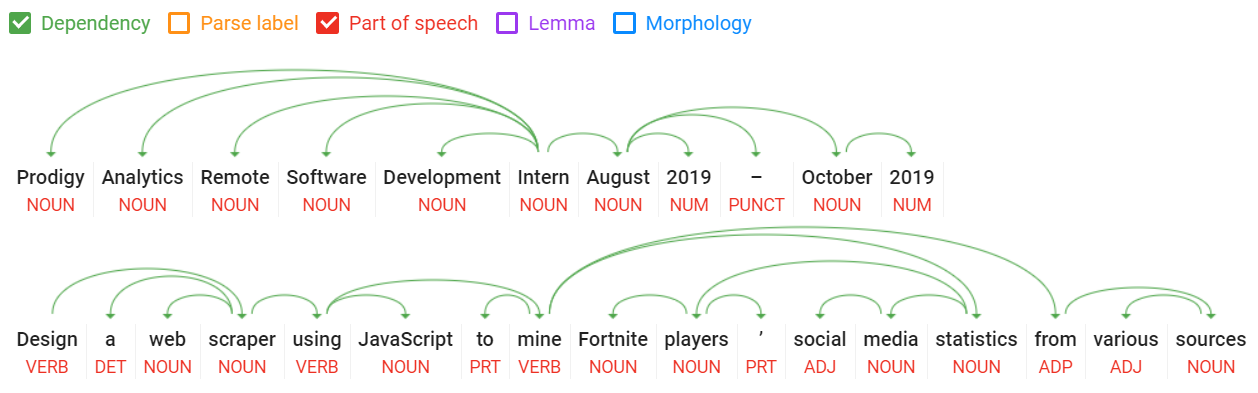 Dependency Parse label Part of speech Lemma Morphology
Prodigy Analytics Remote Software Development Intern August 2019 – October 2019
NOUN NOUN NOUN NOUN NOUN NOUN NOUN NUM PUNCT NOUN NUM
Design a web scraper using JavaScript to mine Fortnite players ’ social media statistics from various sources
VERB DET NOUN NOUN VERB NOUN PRT VERB NOUN NOUN PRT ADJ NOUN NOUN ADP ADJ NOUN